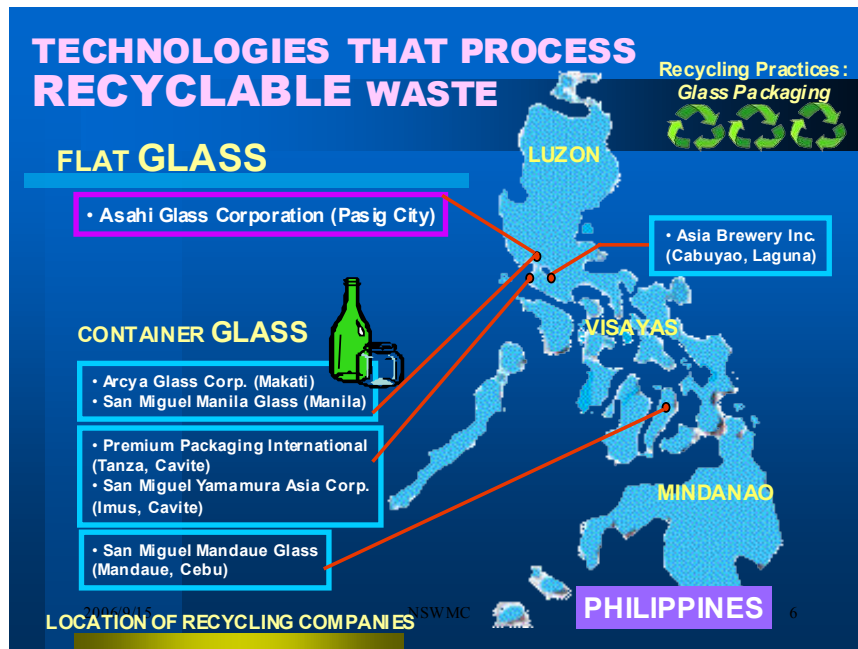 TECHNOLOGIES THAT PROCESS
RECYCLABLE WASTE
Recycling Practices:
Glass Packaging
FLAT GLASS
• Asahi Glass Corporation (Pasig City)
LUZON
• Asia Brewery Inc.
(Cabuyao, Laguna)
CONTAINER GLASS
VISAYAS
• Arcya Glass Corp. (Makati)
• San Miguel Manila Glass (Manila)
• Premium Packaging International
(Tanza, Cavite)
• San Miguel Yamamura Asia Corp.
(Imus, Cavite)
MINDANAO
• San Miguel Mandaue Glass
(Mandaue, Cebu)
PHILIPPINES
2006/9/15
NSWMC
6
LOCATION OF RECYCLING COMPANIES